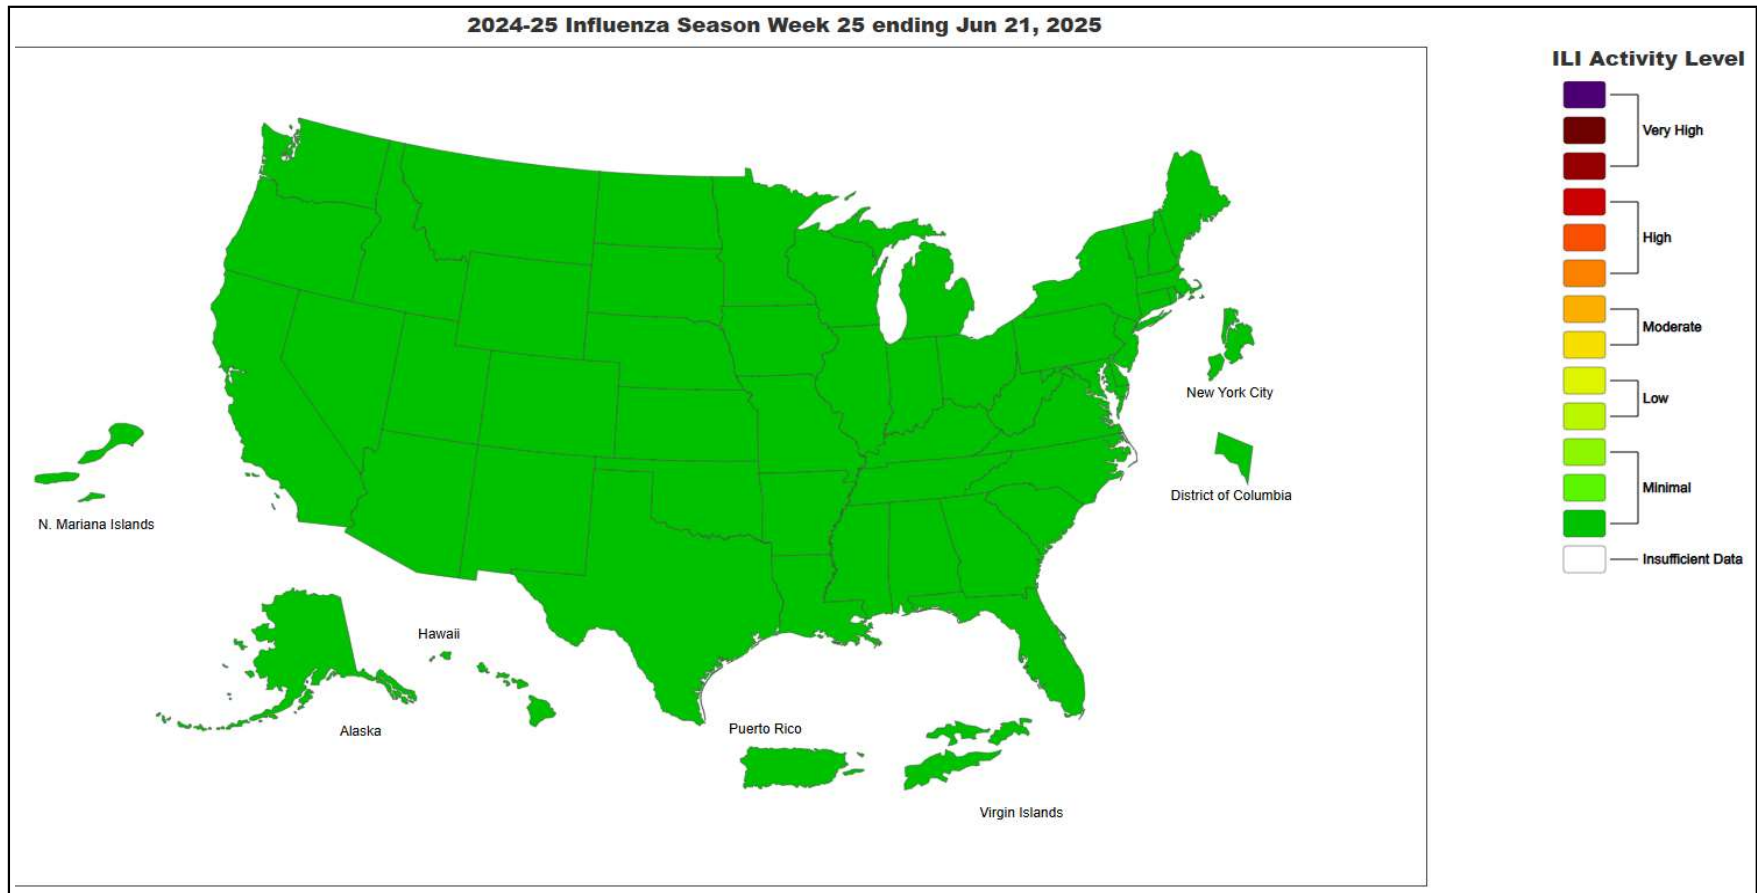 2024-25 Influenza Season Week 25 ending Jun 21, 2025
ILI Activity Level
Very High
High
Moderate
Low
Minimal
Insufficient Data
New York City
District of Columbia
N. Mariana Islands
Hawaii
Alaska
Puerto Rico
Virgin Islands